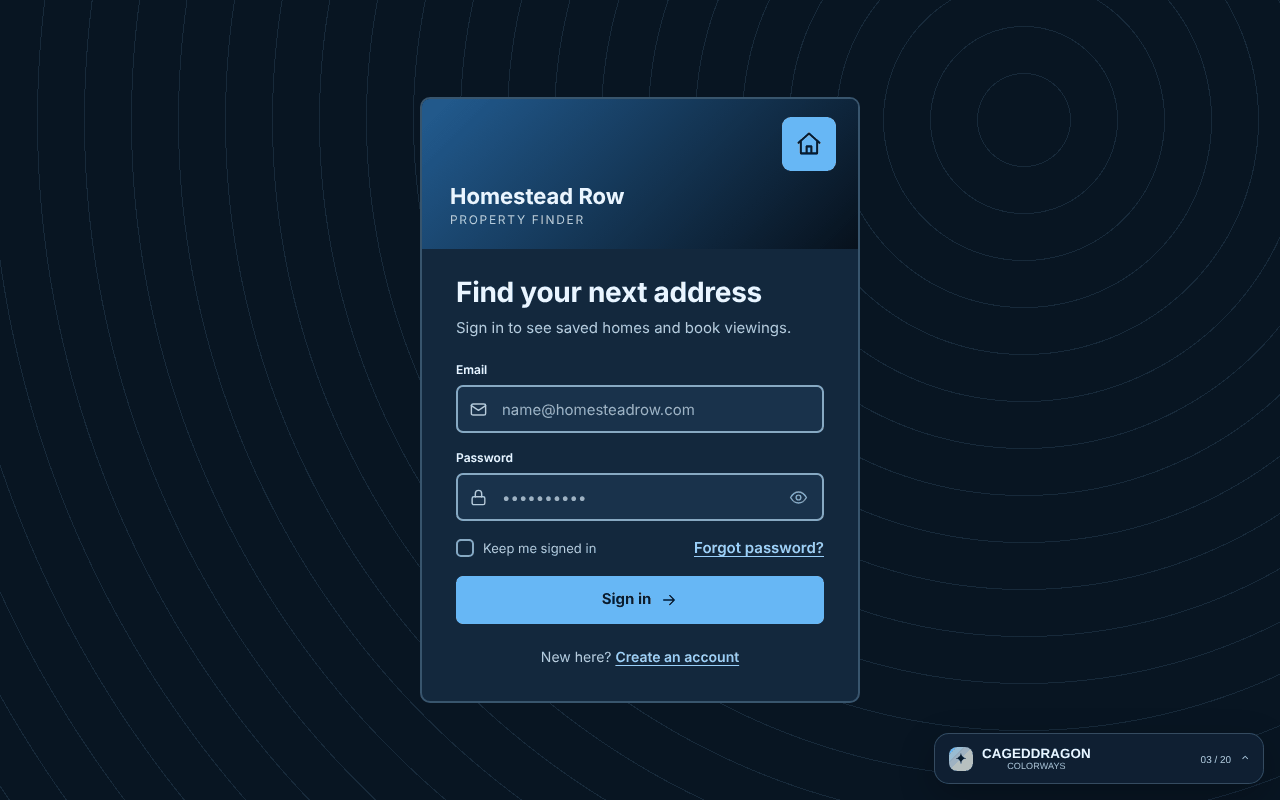 Homestead Row
PROPERTY FINDER
Find your next address
Sign in to see saved homes and book viewings.
Email
name@homesteadrow.com
Password
••••••••••
Keep me signed in
Forgot password?
Sign in →
New here? Create an account
CAGEDDRAGON
COLORWAYS
03 / 20